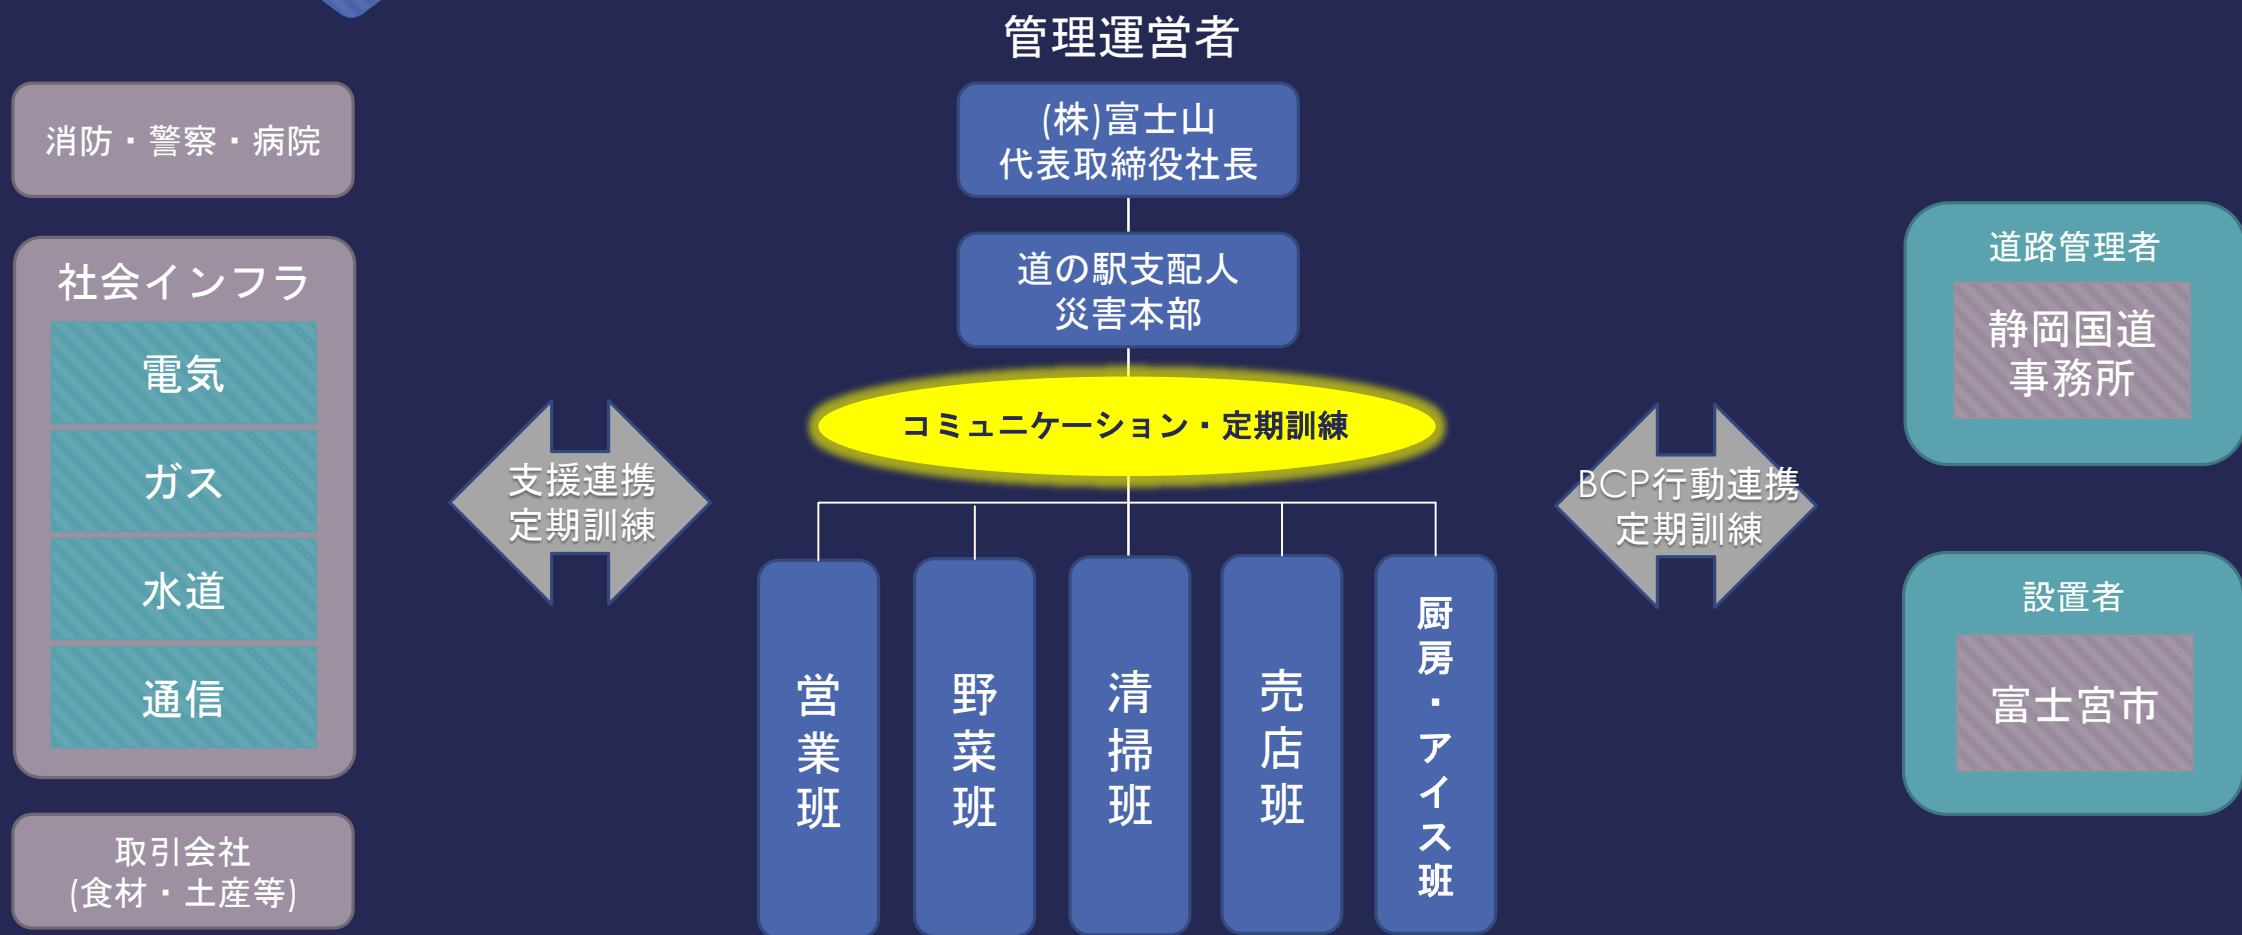 管理運営者
(株)富士山
代表取締役社長
道の駅支配人
災害本部
コミュニケーション・定期訓練
営業班
野菜班
清掃班
売店班
厨房・アイス班
消防・警察・病院
社会インフラ
電気
ガス
水道
通信
取引会社
(食材・土産等)
支援連携
定期訓練
BCP行動連携
定期訓練
道路管理者
静岡国道
事務所
設置者
富士宮市